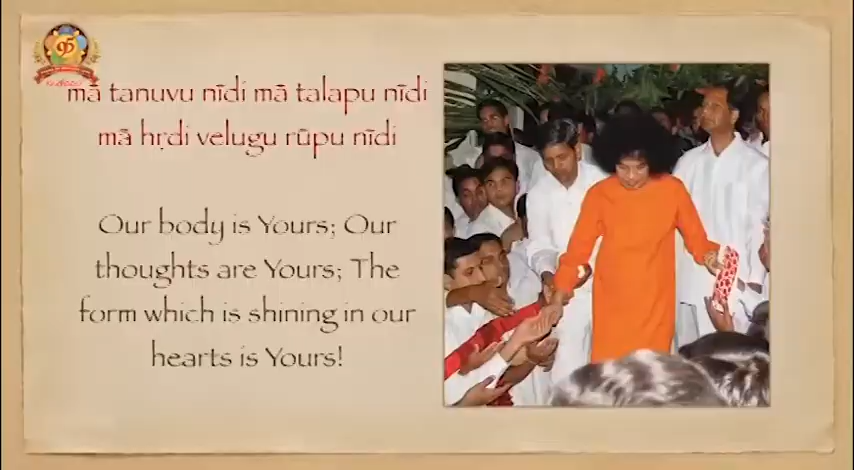 95
mā tanuvu nīdi mā talapu nīdi
mā hṛdi velugu rūpu nīdi
Our body is Yours; Our
thoughts are Yours; The
form which is shining in our
hearts is Yours!